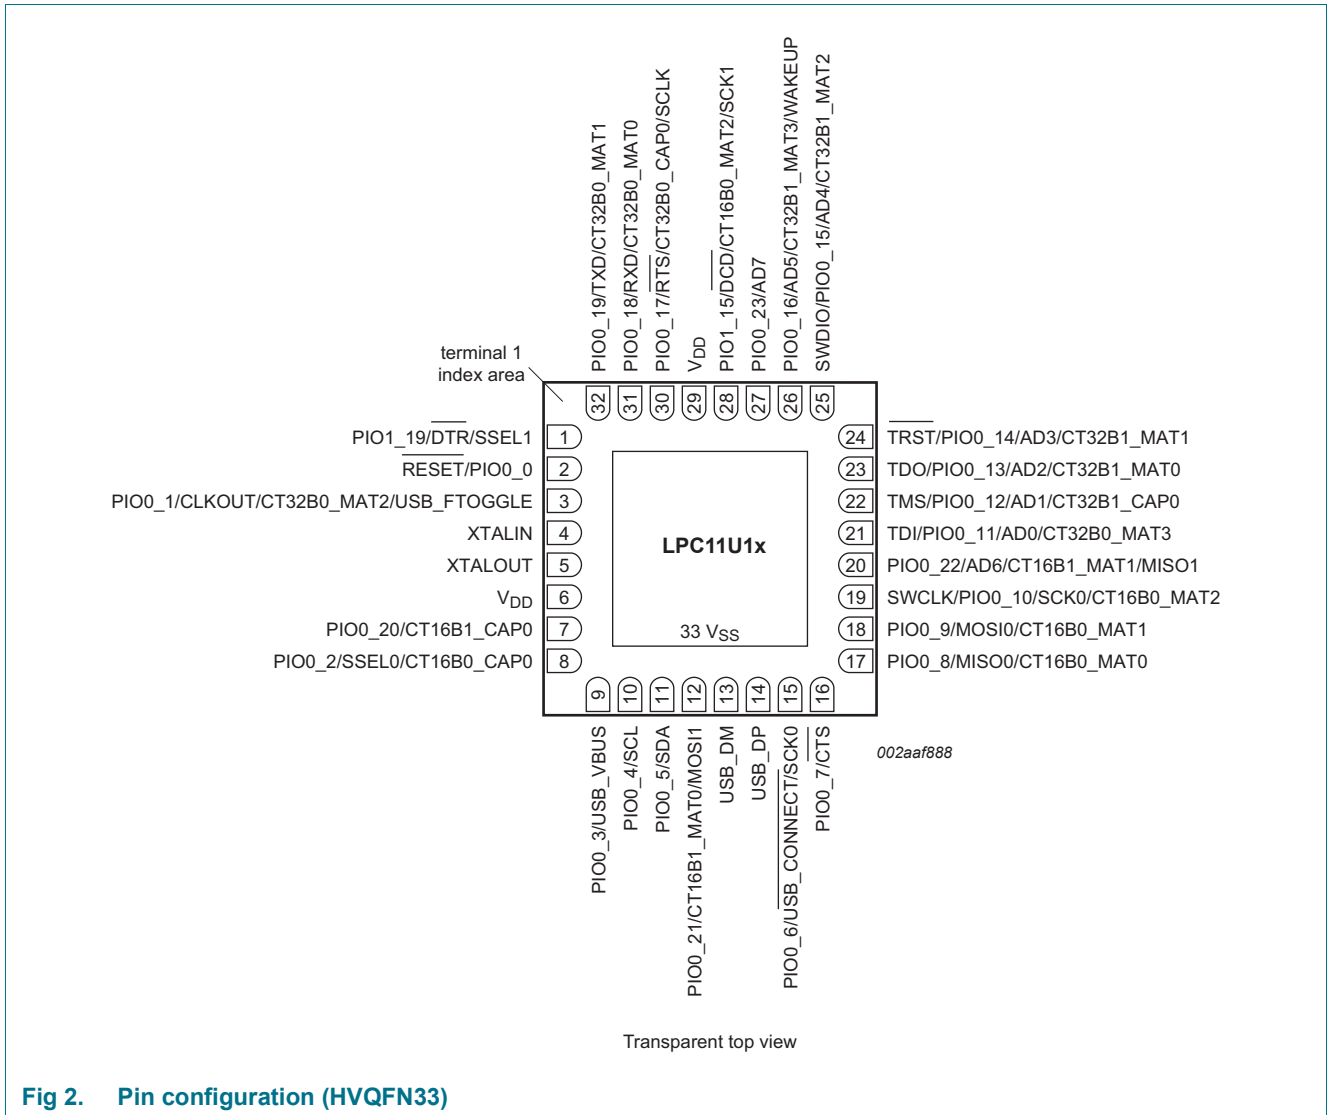 PIO0_19/TXD/CT32B0_MAT1
PIO0_18/RXD/CT32B0_MAT0
PIO0_17/RTS/CT32B0_CAP0/SCLK
VDD
PIO1_15/DCD/CT16B0_MAT2/SCK1
PIO0_23/AD7
PIO0_16/AD5/CT32B1_MAT3/WAKEUP
SWDIO/PIO0_15/AD4/CT32B1_MAT2
terminal 1
index area
32
31
30
29
28
27
26
25
PIO1_19/DTR/SSEL1
1
RESET/PIO0_0
2
PIO0_1/CLKOUT/CT32B0_MAT2/USB_FTOGGLE
3
XTALIN
4
XTALOUT
5
VDD
6
PIO0_20/CT16B1_CAP0
7
PIO0_2/SSEL0/CT16B0_CAP0
8
LPC11U1x
33 VSS
24
TRST/PIO0_14/AD3/CT32B1_MAT1
23
TDO/PIO0_13/AD2/CT32B1_MAT0
22
TMS/PIO0_12/AD1/CT32B1_CAP0
21
TDI/PIO0_11/AD0/CT32B0_MAT3
20
PIO0_22/AD6/CT16B1_MAT1/MISO1
19
SWCLK/PIO0_10/SCK0/CT16B0_MAT2
18
PIO0_9/MOSI0/CT16B0_MAT1
17
PIO0_8/MISO0/CT16B0_MAT0
9
10
11
12
13
14
15
16
PIO0_3/USB_VBUS
PIO0_4/SCL
PIO0_5/SDA
PIO0_21/CT16B1_MAT0/MOSI1
USB_DM
USB_DP
PIO0_6/USB_CONNECT/SCK0
PIO0_7/CTS
002aaf888
Transparent top view
Fig 2. Pin configuration (HVQFN33)